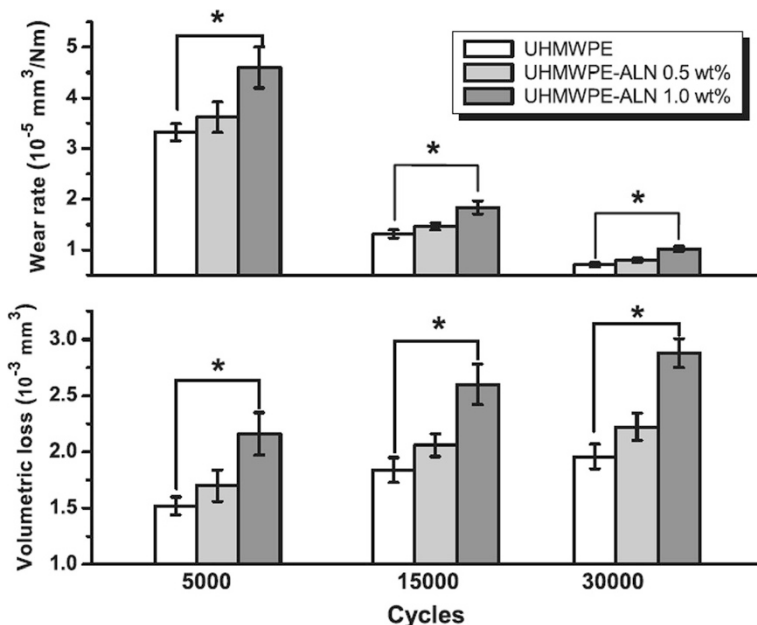 *
*
*
UHMWPE
UHMWPE-ALN 0.5 wt%
UHMWPE-ALN 1.0 wt%
Wear rate (10⁻⁵ mm³/Nm)
5
4
3
2
1
*
*
*
Volumetric loss (10⁻³ mm³)
3.0
2.5
2.0
1.5
1.0
5000 15000 30000
Cycles